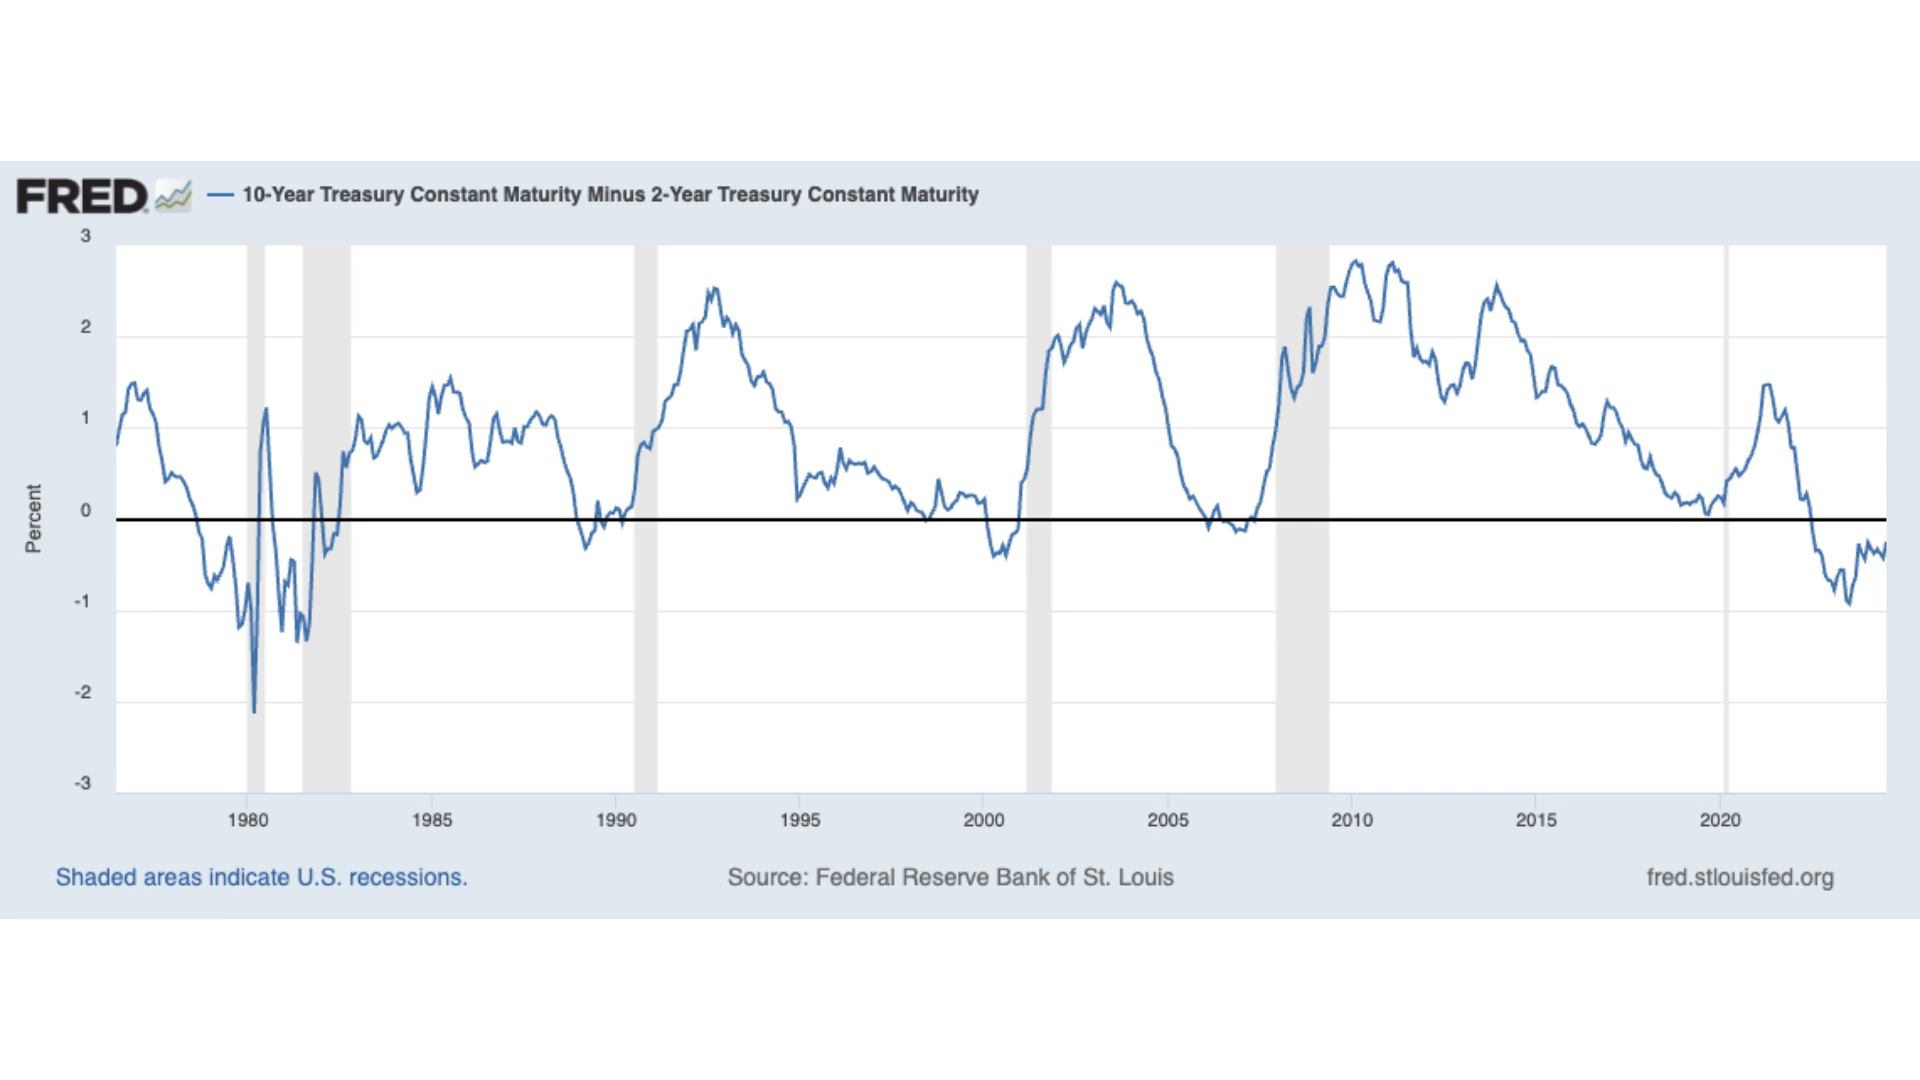 FRED
10-Year Treasury Constant Maturity Minus 2-Year Treasury Constant Maturity
3
2
1
0
-1
-2
-3
Percent
1980 1985 1990 1995 2000 2005 2010 2015 2020
Shaded areas indicate U.S. recessions.
Source: Federal Reserve Bank of St. Louis
fred.stlouisfed.org